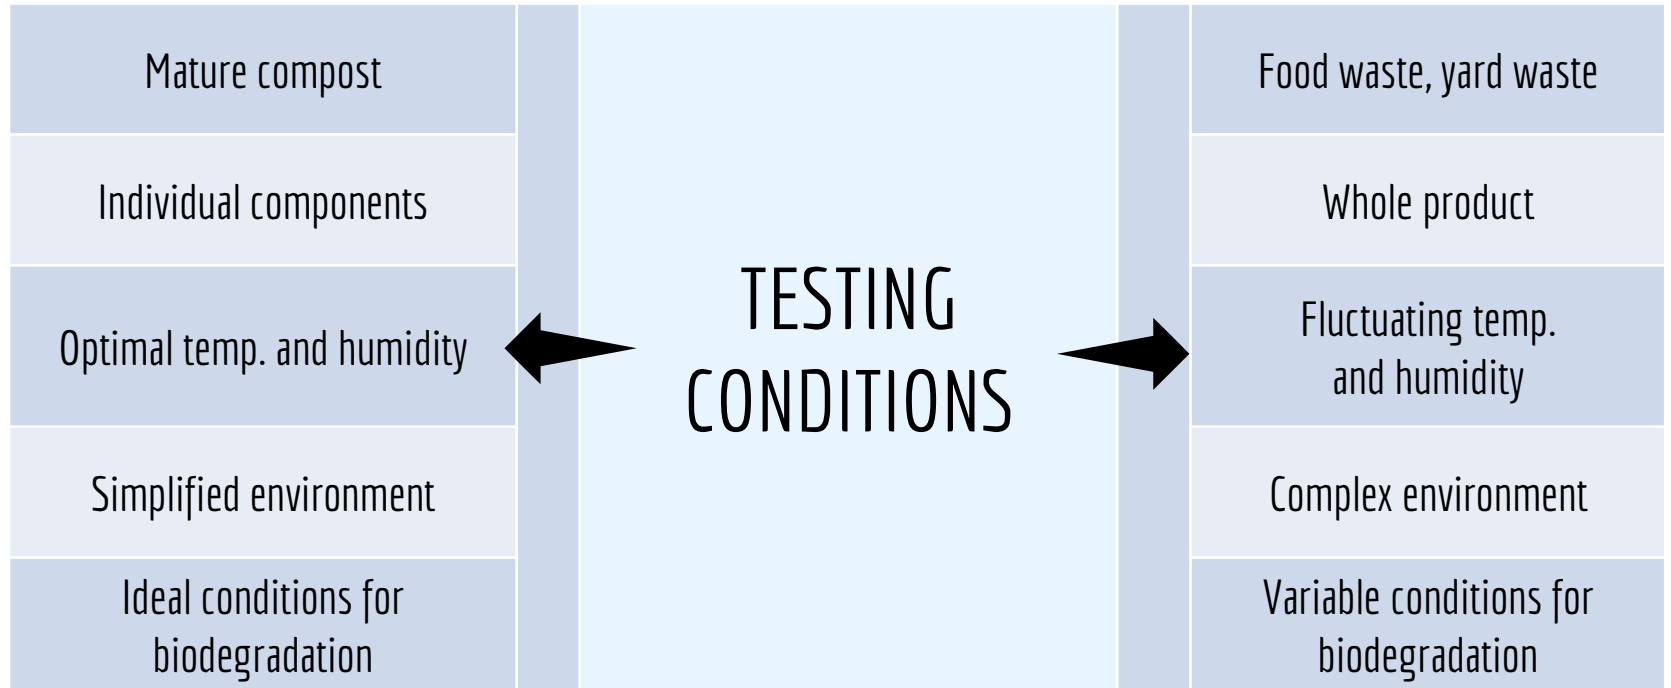 Mature compost
Individual components
Optimal temp. and humidity
Simplified environment
Ideal conditions for
biodegradation
TESTING
CONDITIONS
Food waste, yard waste
Whole product
Fluctuating temp.
and humidity
Complex environment
Variable conditions for
biodegradation